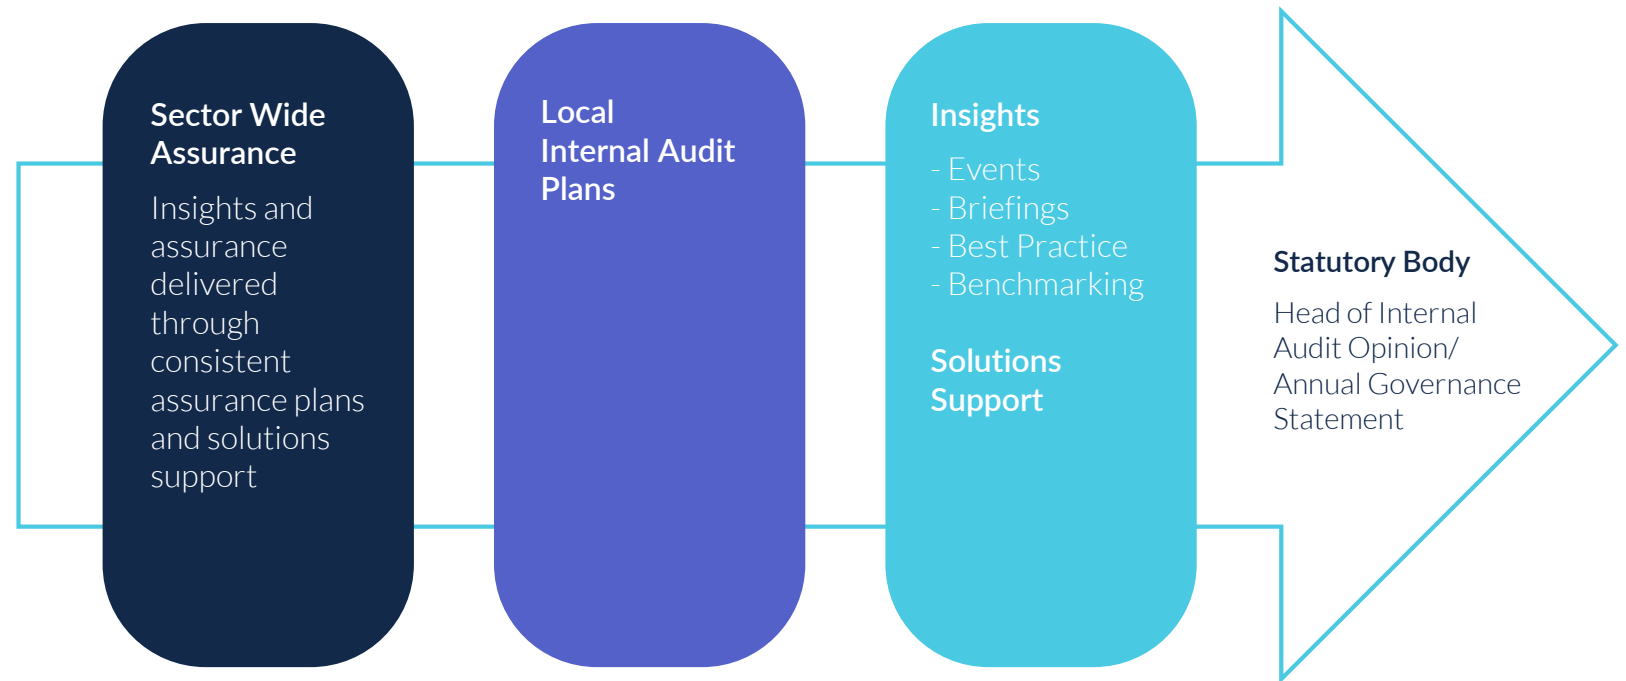 Sector Wide
Assurance
Insights and
assurance
delivered
through
consistent
assurance plans
and solutions
support
Local
Internal Audit
Plans
Insights
- Events
- Briefings
- Best Practice
- Benchmarking
Solutions
Support
Statutory Body
Head of Internal
Audit Opinion/
Annual Governance
Statement